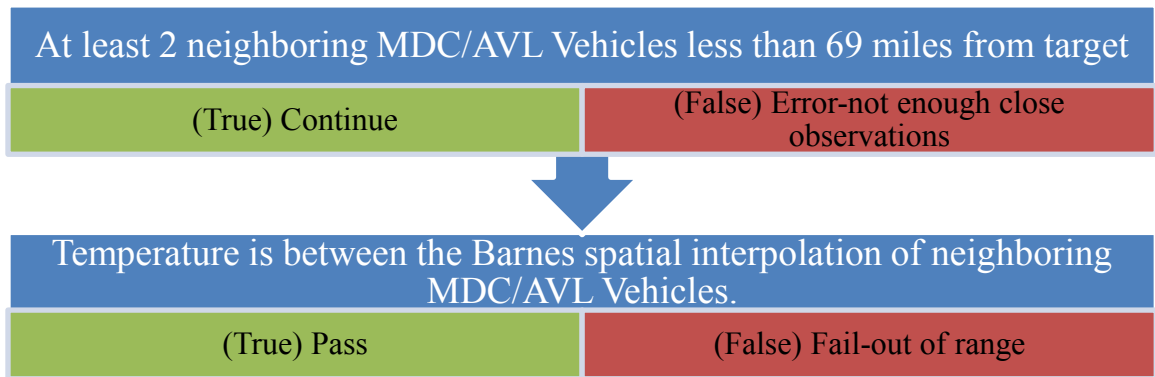 At least 2 neighboring MDC/AVL Vehicles less than 69 miles from target
(True) Continue
(False) Error-not enough close
observations
Temperature is between the Barnes spatial interpolation of neighboring
MDC/AVL Vehicles.
(True) Pass
(False) Fail-out of range